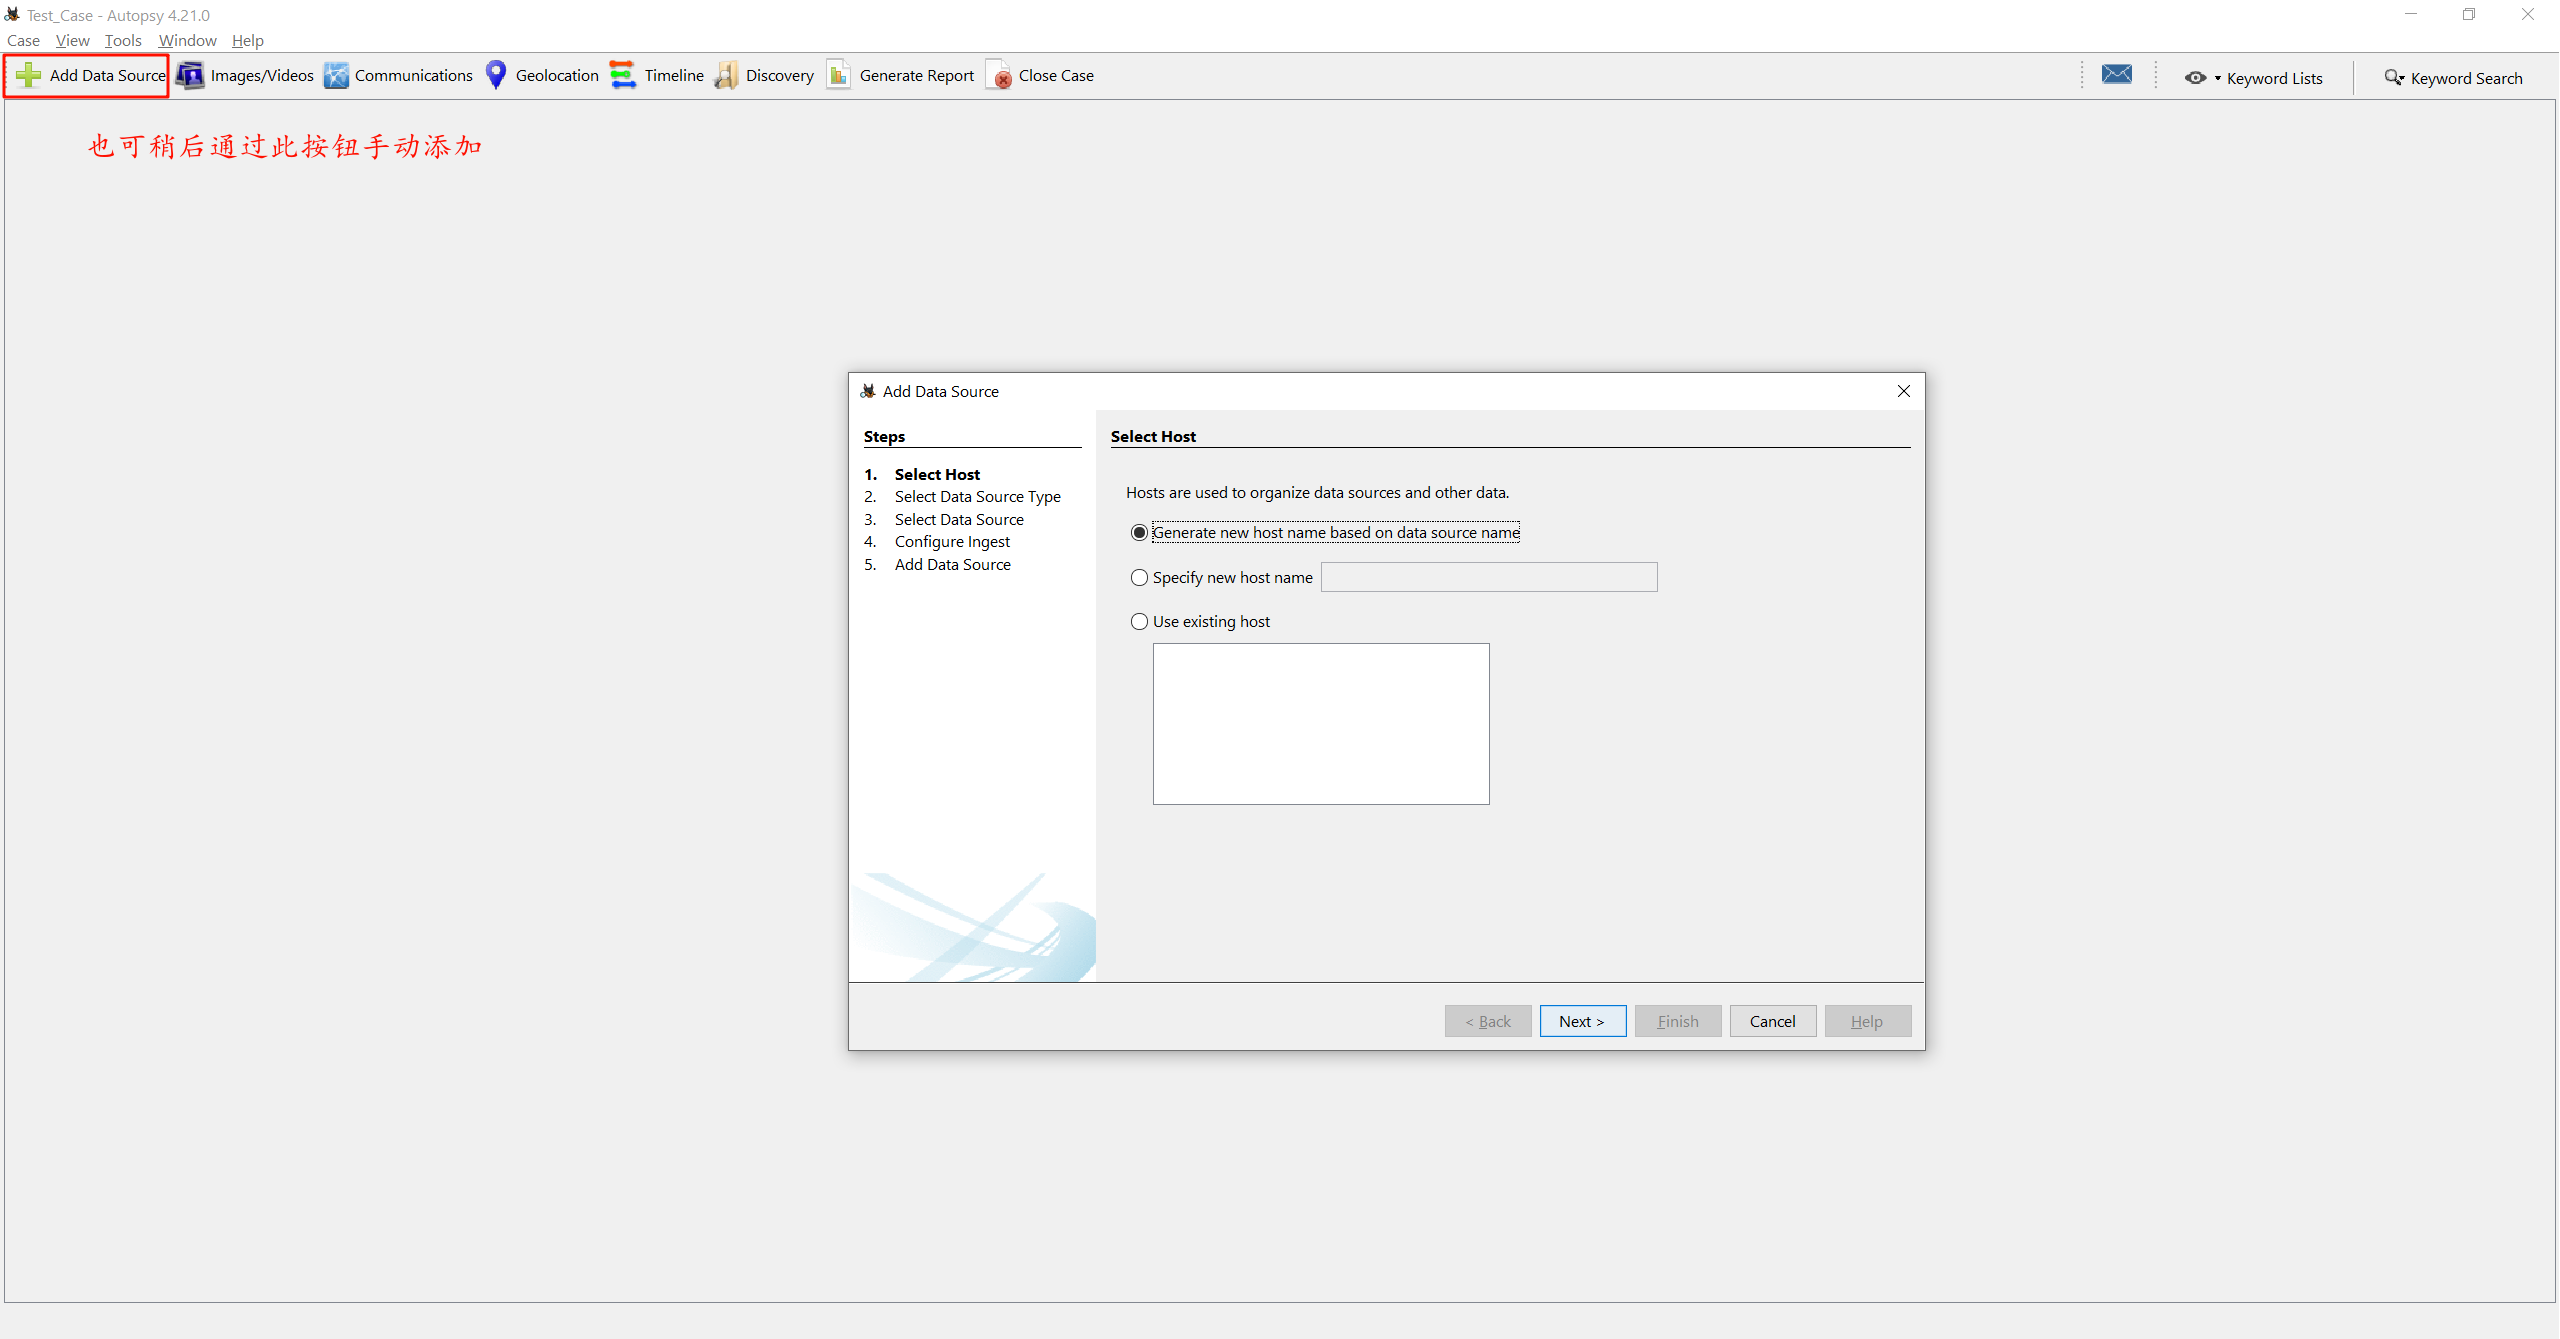 Test_Case - Autopsy 4.21.0
Case View Tools Window Help
Add Data Source Images/Videos Communications Geolocation Timeline Discovery Generate Report Close Case Keyword Lists Keyword Search
也可稍后通过此按钮手动添加
Add Data Source
Steps
1. Select Host
2. Select Data Source Type
3. Select Data Source
4. Configure Ingest
5. Add Data Source
Select Host
Hosts are used to organize data sources and other data.
Generate new host name based on data source name
Specify new host name
Use existing host
< Back Next > Finish Cancel Help